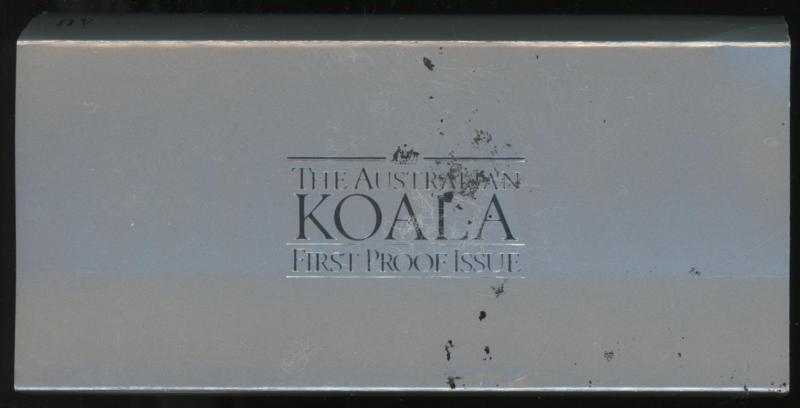 THE AUSTRALIAN
KOALA
FIRST PROOF ISSUE